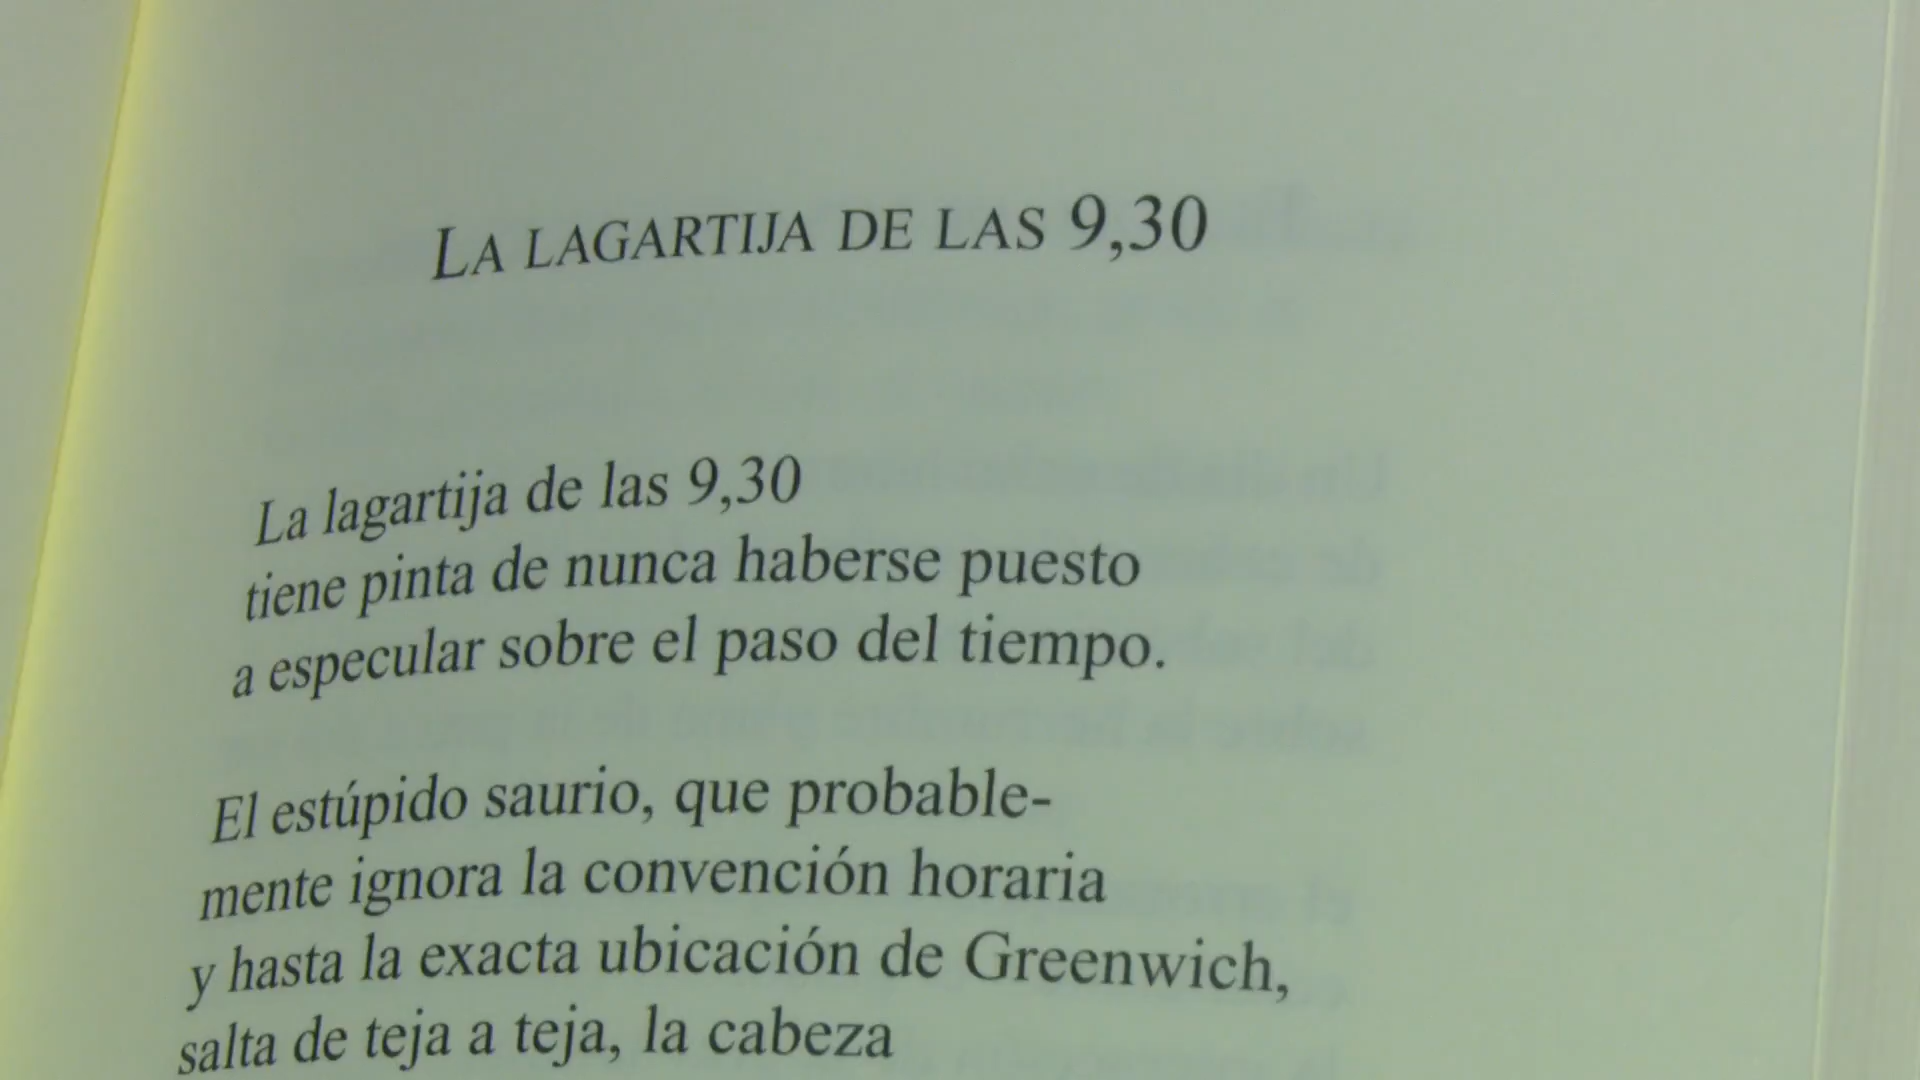 LA LAGARTIJA DE LAS 9,30
La lagartija de las 9,30
tiene pinta de nunca haberse puesto
a especular sobre el paso del tiempo.
El estúpido saurio, que probable-
mente ignora la convención horaria
y hasta la exacta ubicación de Greenwich,
salta de teja a teja, la cabeza